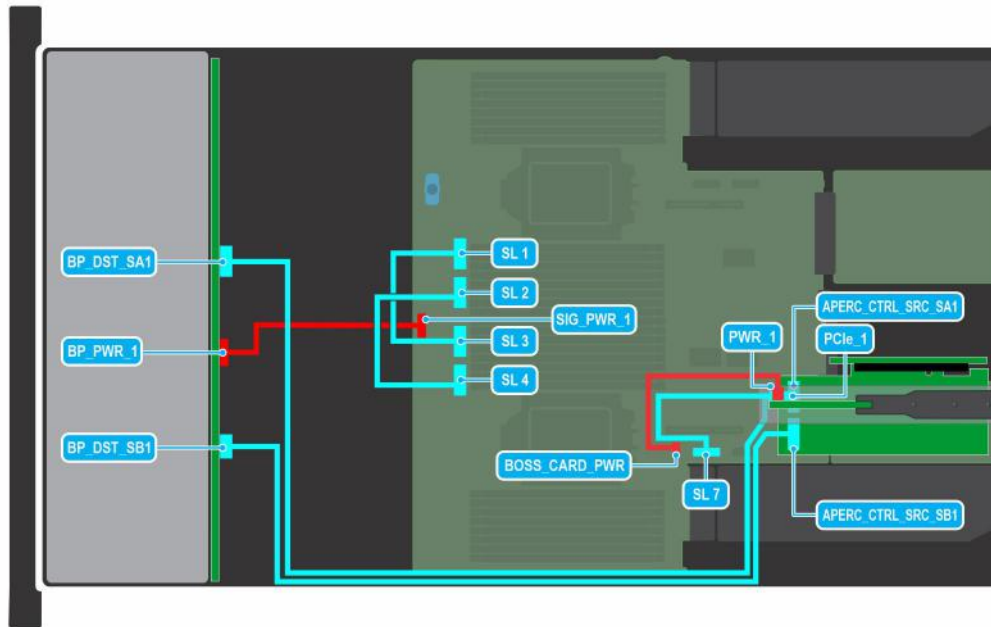 BP_DST_SA1
BP_PWR_1
BP_DST_SB1
SL 1
SL 2
SIG_PWR_1
SL 3
SL 4
PWR_1
APERC_CTRL_SRC_SA1
PCIe_1
BOSS_CARD_PWR
SL 7
APERC_CTRL_SRC_SB1